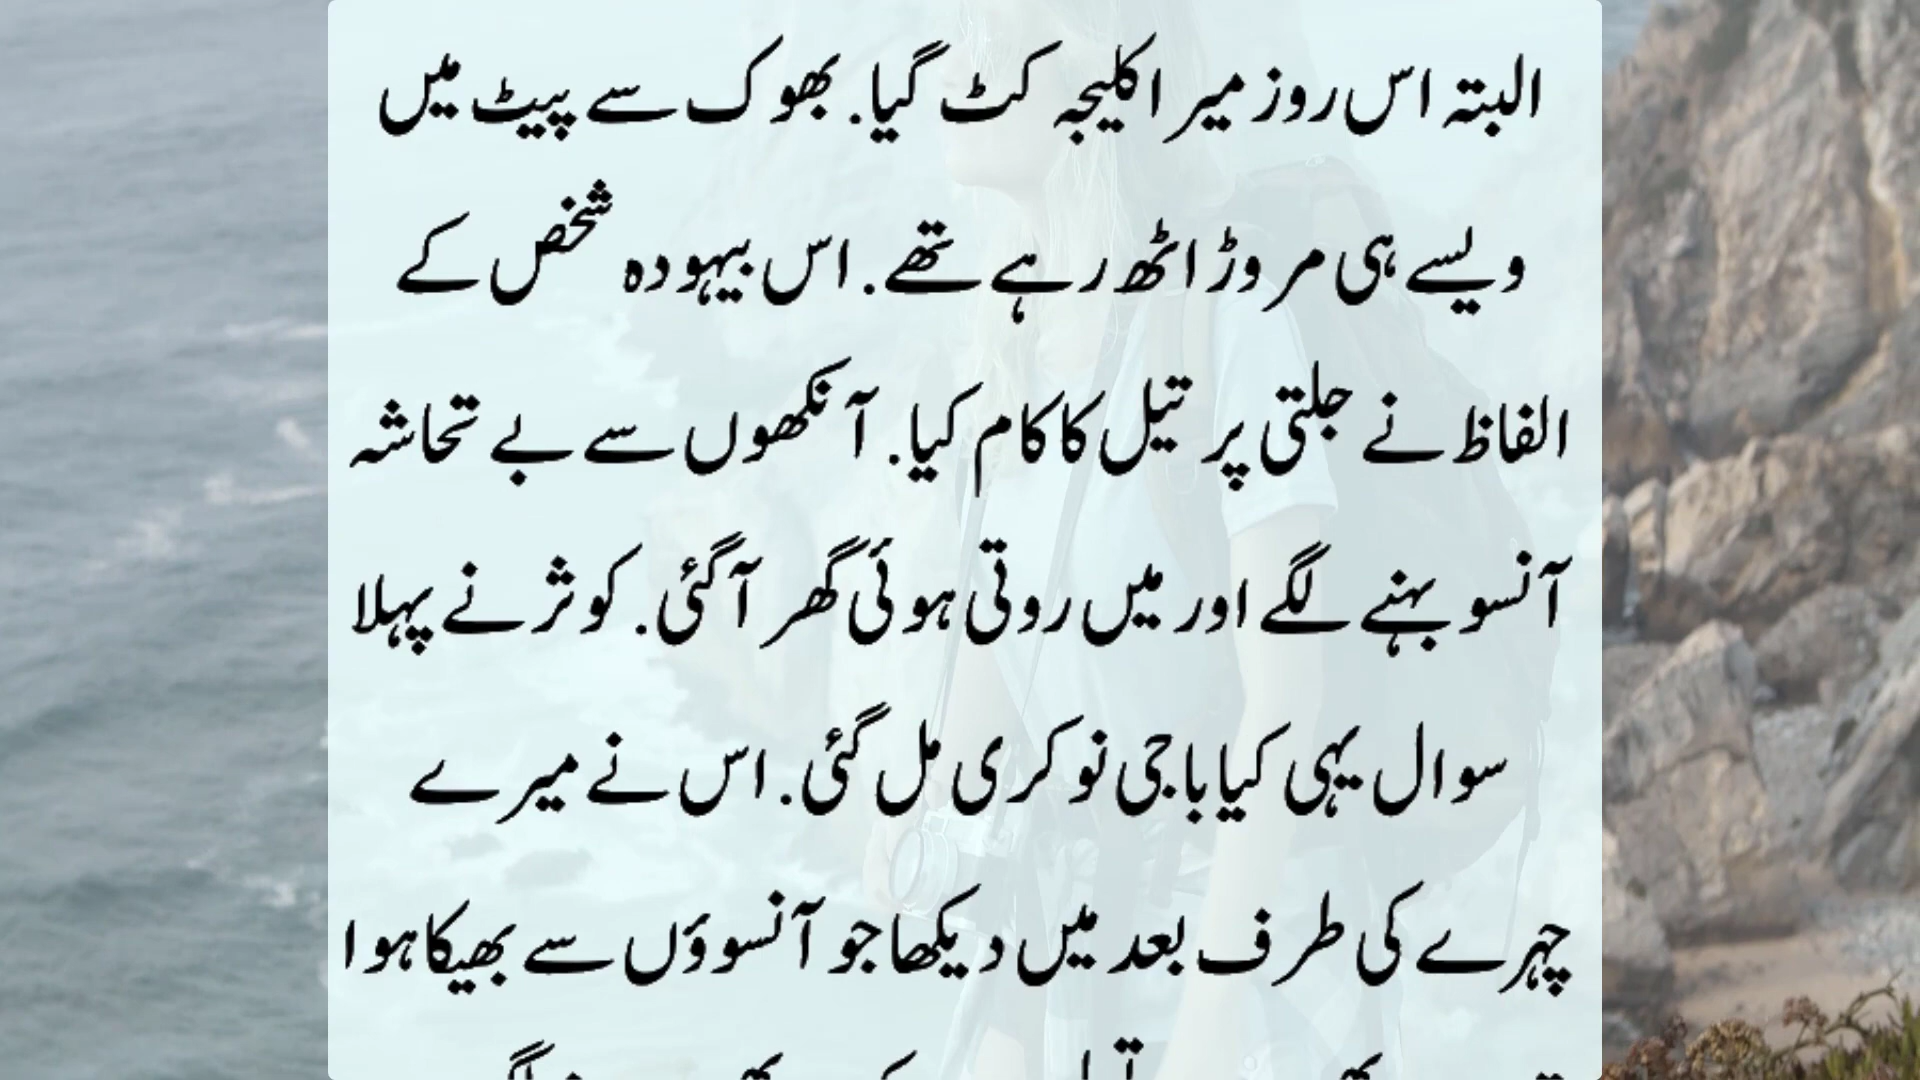 البتہ اس روز میرا کلیجہ کٹ گیا. بھوک سے پیٹ میں
ویسے ہی مروڑ اٹھ رہے تھے. اس بیہودہ شخص کے
الفاظ نے جلتی پر تیل کا کام کیا. آنکھوں سے بے تحاشہ
آنسو بہنے لگے اور میں روتی ہوئی گھر آگئی. کوثر نے پہلا
سوال یہی کیا باجی نوکری مل گئی. اس نے میرے
چہرے کی طرف بعد میں دیکھا جو آنسوؤں سے بھیکا ہوا